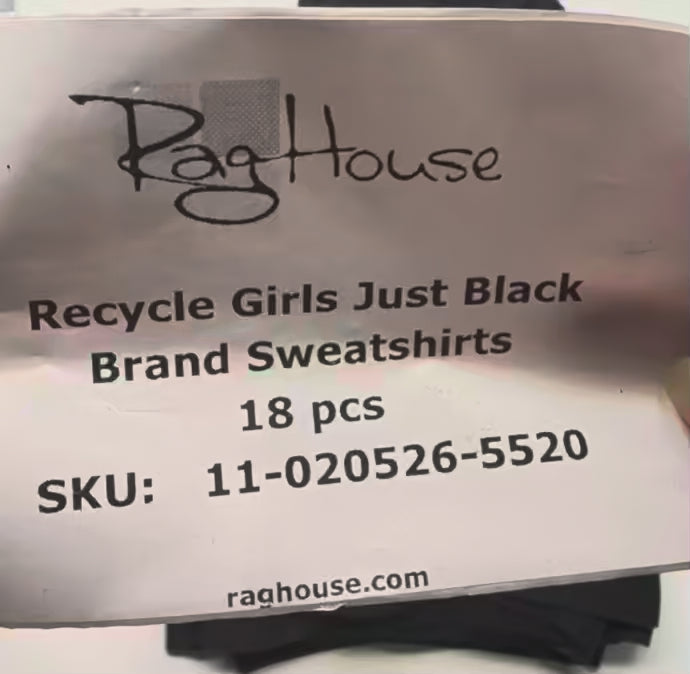 RagHouse
Recycle Girls Just Black
Brand Sweatshirts
18 pcs
SKU: 11-020526-5520
raghouse.com